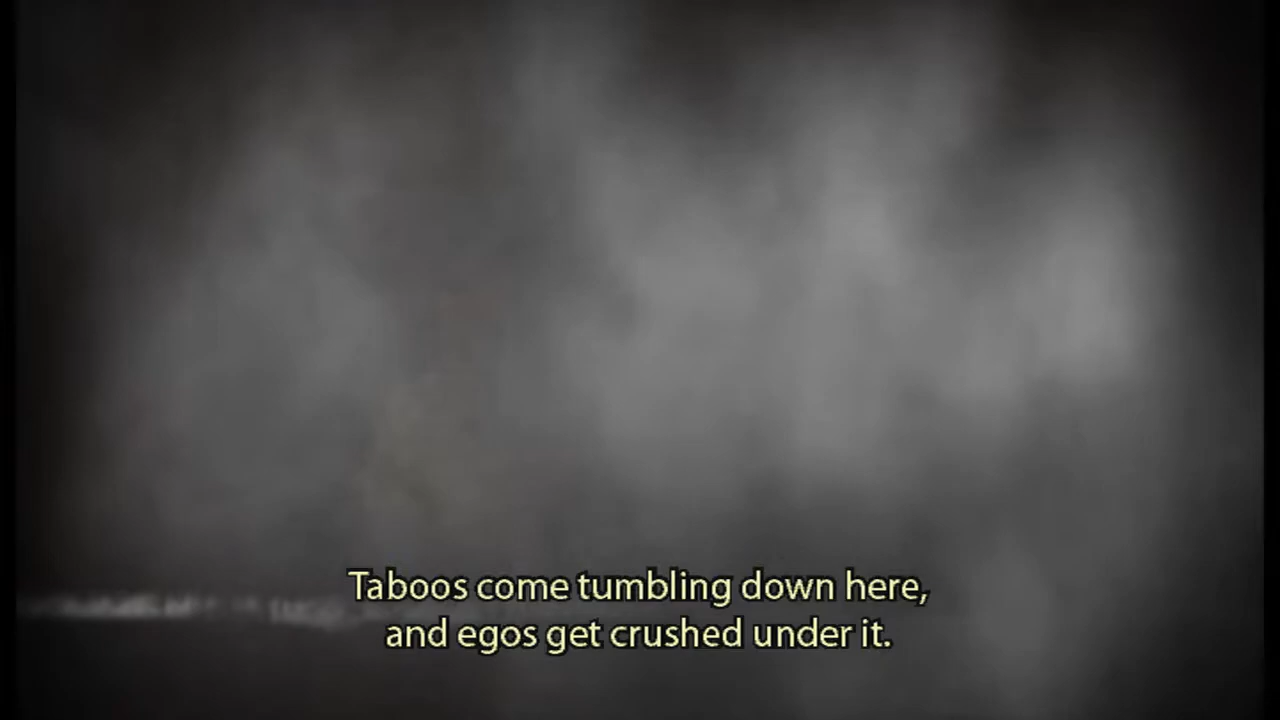 Taboos come tumbling down here,
and egos get crushed under it.